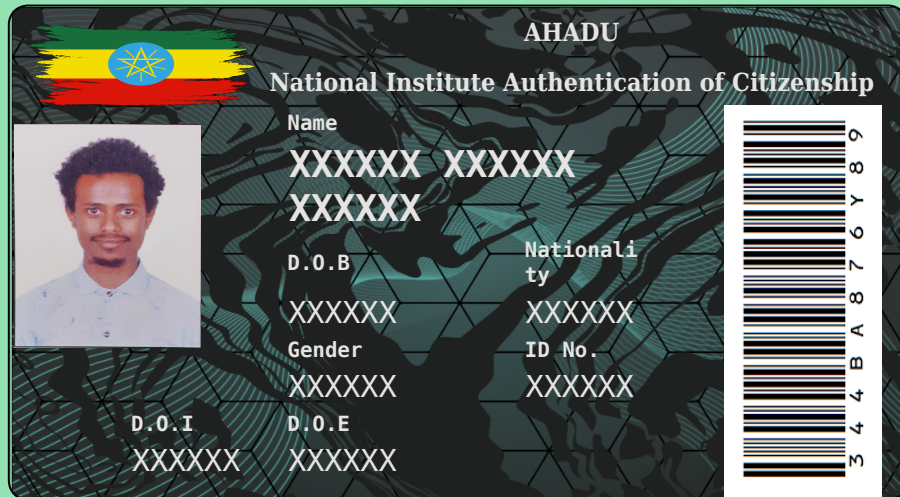 AHADU
National Institute Authentication of Citizenship
Name
XXXXXX XXXXXX
XXXXXX
D.O.B
Nationali
ty
XXXXXX
XXXXXX
Gender
ID No.
XXXXXX
XXXXXX
D.O.I
D.O.E
XXXXXX
XXXXXX
344BA876Y89